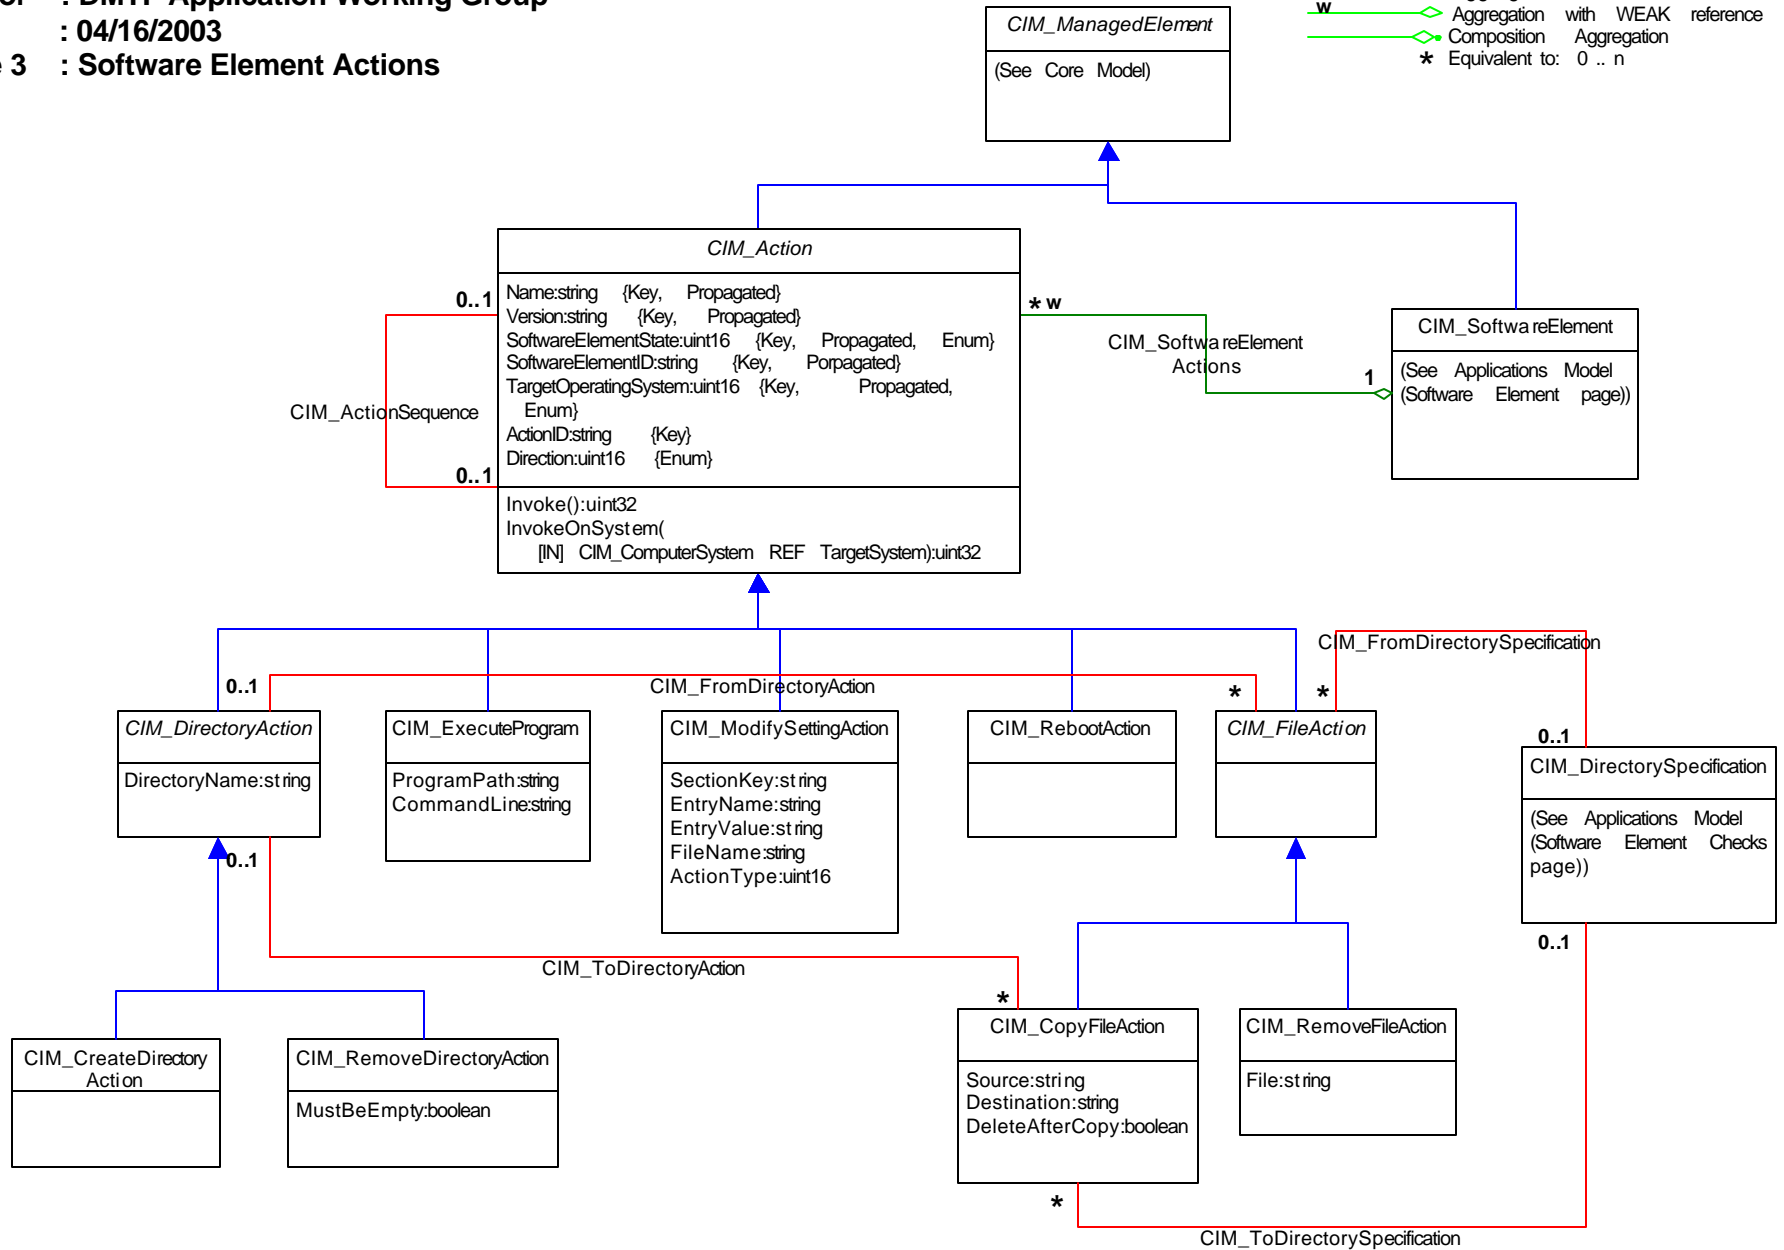 : DMTF Application Working Group
: 04/16/2003
3 : Software Element Actions
w
Aggregation with WEAK reference
Composition Aggregation
* Equivalent to: 0 .. n
CIM_ManagedElement
(See Core Model)
CIM_Action
Name:string {Key, Propagated}
Version:string {Key, Propagated}
SoftwareElementState:uint16 {Key, Propagated, Enum}
SoftwareElementID:string {Key, Porpagated}
TargetOperatingSystem:uint16 {Key, Propagated,
Enum}
ActionID:string {Key}
Direction:uint16 {Enum}
Invoke():uint32
InvokeOnSystem(
[IN] CIM_ComputerSystem REF TargetSystem):uint32
0..1
CIM_ActionSequence
0..1
* w
CIM_SoftwareElement
Actions
1
CIM_SoftwareElement
(See Applications Model
(Software Element page))
CIM_FromDirectorySpecification
0..1
CIM_FromDirectoryAction
*
*
CIM_DirectoryAction
DirectoryName:string
CIM_ExecuteProgram
ProgramPath:string
CommandLine:string
CIM_ModifySettingAction
SectionKey:string
EntryName:string
EntryValue:string
FileName:string
ActionType:uint16
CIM_RebootAction
CIM_FileAction
0..1
CIM_DirectorySpecification
(See Applications Model
(Software Element Checks
page))
0..1
0..1
CIM_ToDirectoryAction
*
CIM_CreateDirectory
Action
CIM_RemoveDirectoryAction
MustBeEmpty:boolean
CIM_CopyFileAction
Source:string
Destination:string
DeleteAfterCopy:boolean
CIM_RemoveFileAction
File:string
*
CIM_ToDirectorySpecification